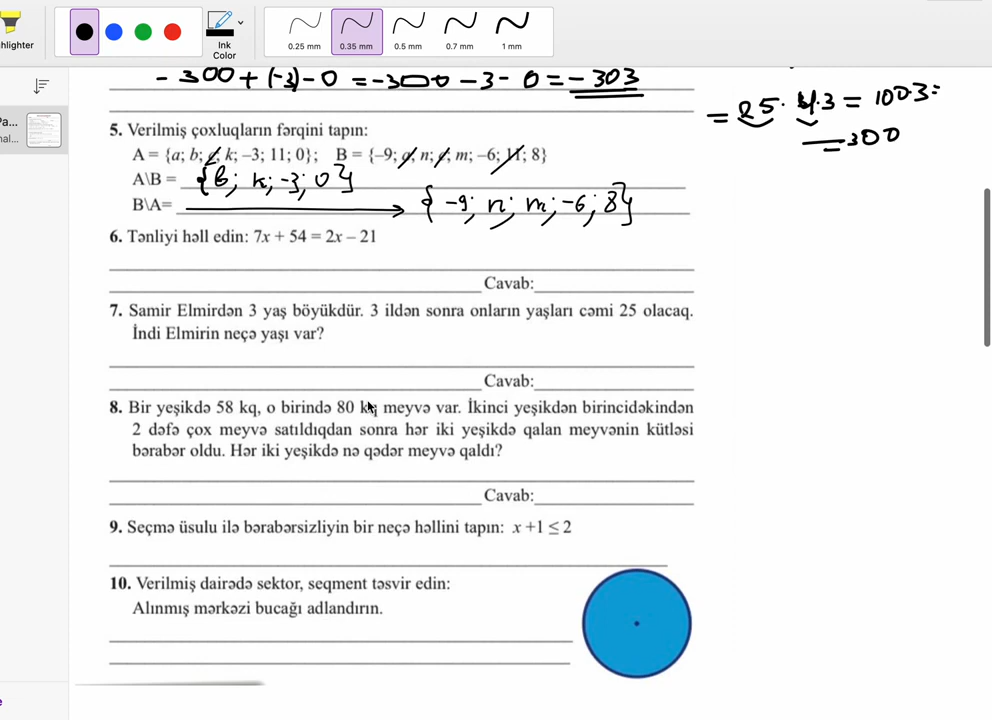 hlighter
Ink
Color
0.25 mm
0.35 mm
0.5 mm
0.7 mm
1 mm
Pa...
nal...
- 300 + (-3) - 0 = -300 - 3 - 0 = -303
= 25 · 4·3 = 100·3=
= 300
5. Verilmiş çoxluqların fərqini tapın:
A = {a; b; c; k; –3; 11; 0}; B = {–9; a; n; c; m; –6; 11; 8}
A\B = {b; k; -3; 0}
B\A= {-9; n; m; -6; 8}
6. Tənliyi həll edin: 7x + 54 = 2x – 21
Cavab:
7. Samir Elmirdən 3 yaş böyükdür. 3 ildən sonra onların yaşları cəmi 25 olacaq.
İndi Elmirin neçə yaşı var?
Cavab:
8. Bir yeşikdə 58 kq, o birində 80 kq meyvə var. İkinci yeşikdən birincidəkindən
2 dəfə çox meyvə satıldıqdan sonra hər iki yeşikdə qalan meyvənin kütləsi
bərabər oldu. Hər iki yeşikdə nə qədər meyvə qaldı?
Cavab:
9. Seçmə üsulu ilə bərabərsizliyin bir neçə həllini tapın: x +1 ≤ 2
10. Verilmiş dairədə sektor, seqment təsvir edin:
Alınmış mərkəzi bucağı adlandırın.